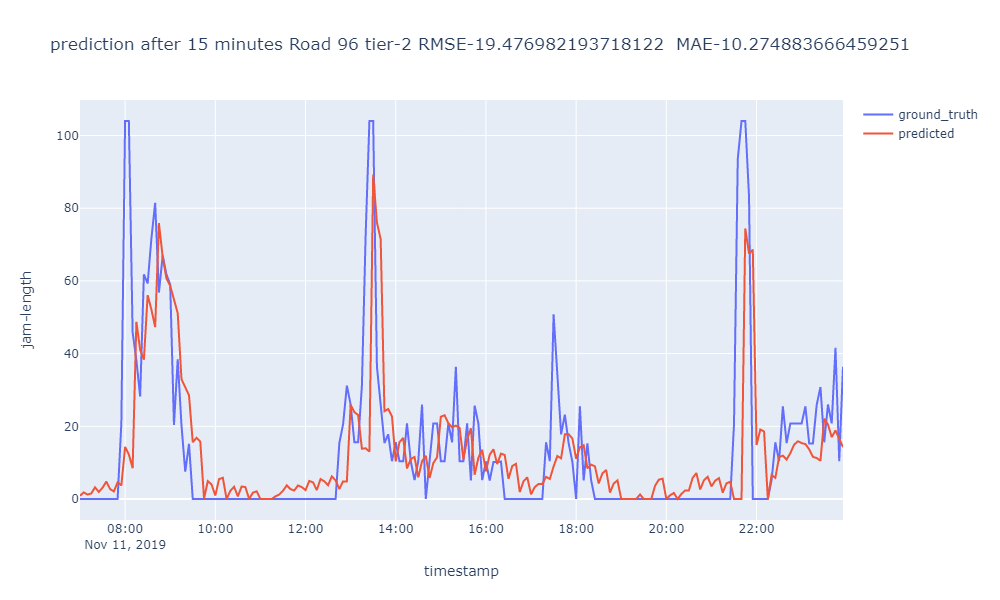 prediction after 15 minutes Road 96 tier-2 RMSE-19.476982193718122  MAE-10.274883666459251
ground_truth
predicted
jam-length
100
80
60
40
20
0
08:00 10:00 12:00 14:00 16:00 18:00 20:00 22:00
Nov 11, 2019
timestamp